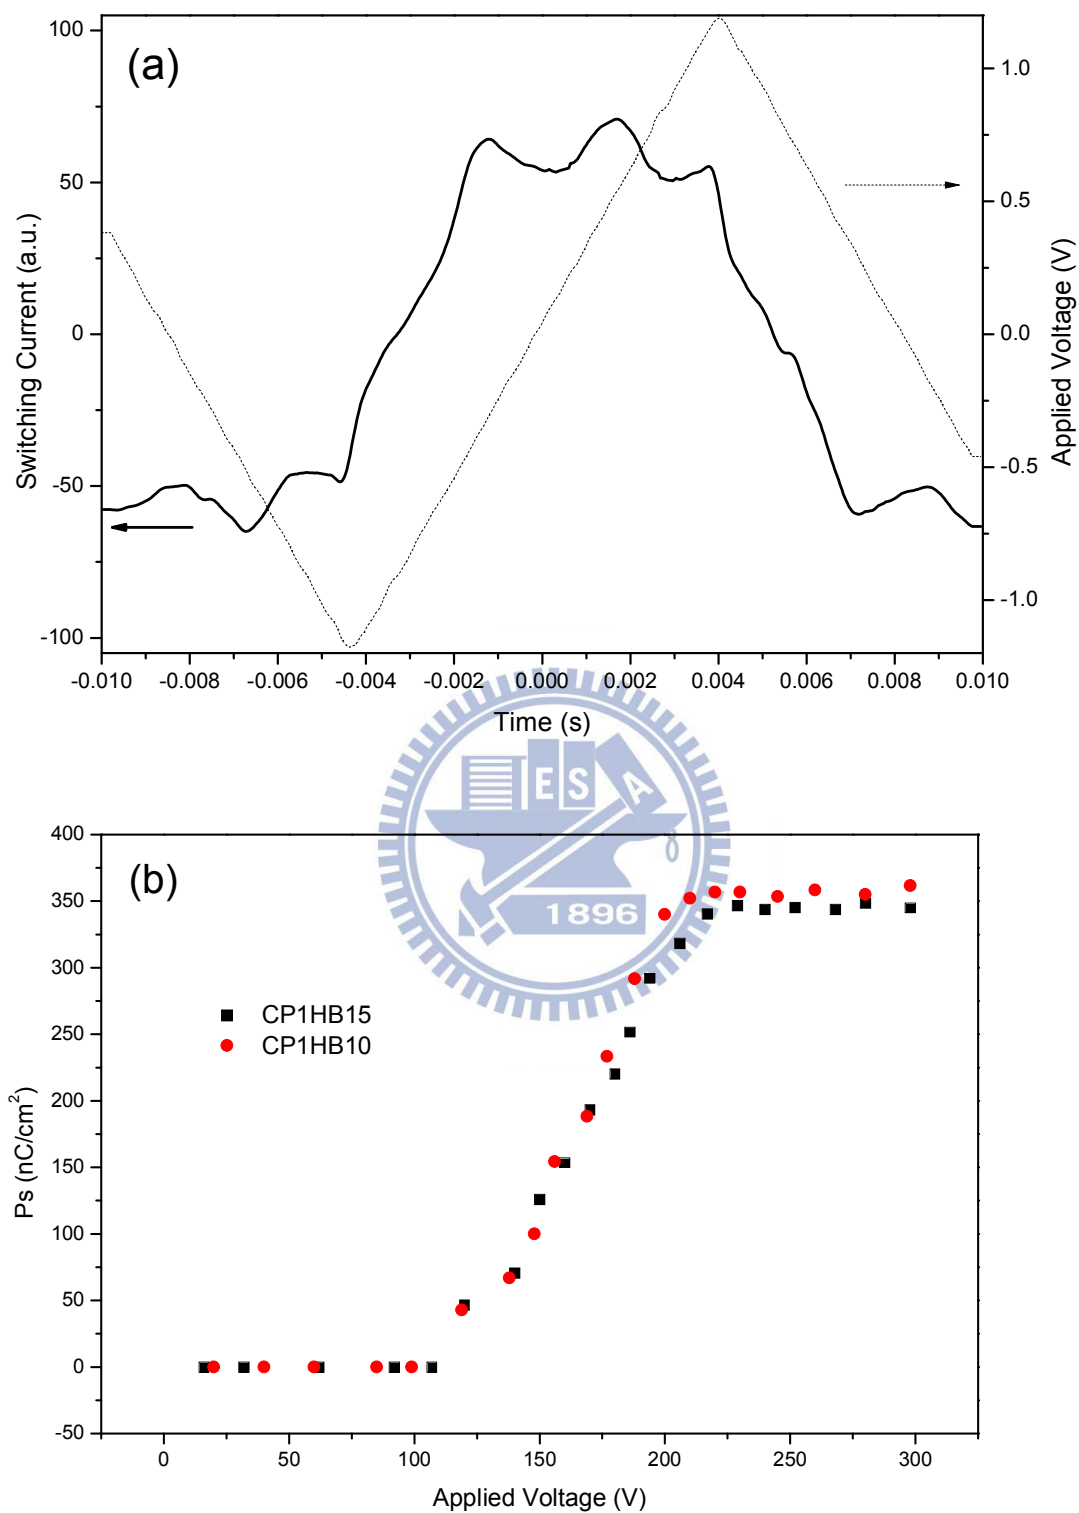 (a)
100
50
0
-50
-100
Switching Current (a.u.)
1.0
0.5
0.0
-0.5
-1.0
Applied Voltage (V)
-0.010 -0.008 -0.006 -0.004 -0.002 0.000 0.002 0.004 0.006 0.008 0.010
Time (s)
E S A
1896
(b)
400
350
300
250
200
150
100
50
0
-50
Ps (nC/cm²)
CP1HB15
CP1HB10
0 50 100 150 200 250 300
Applied Voltage (V)